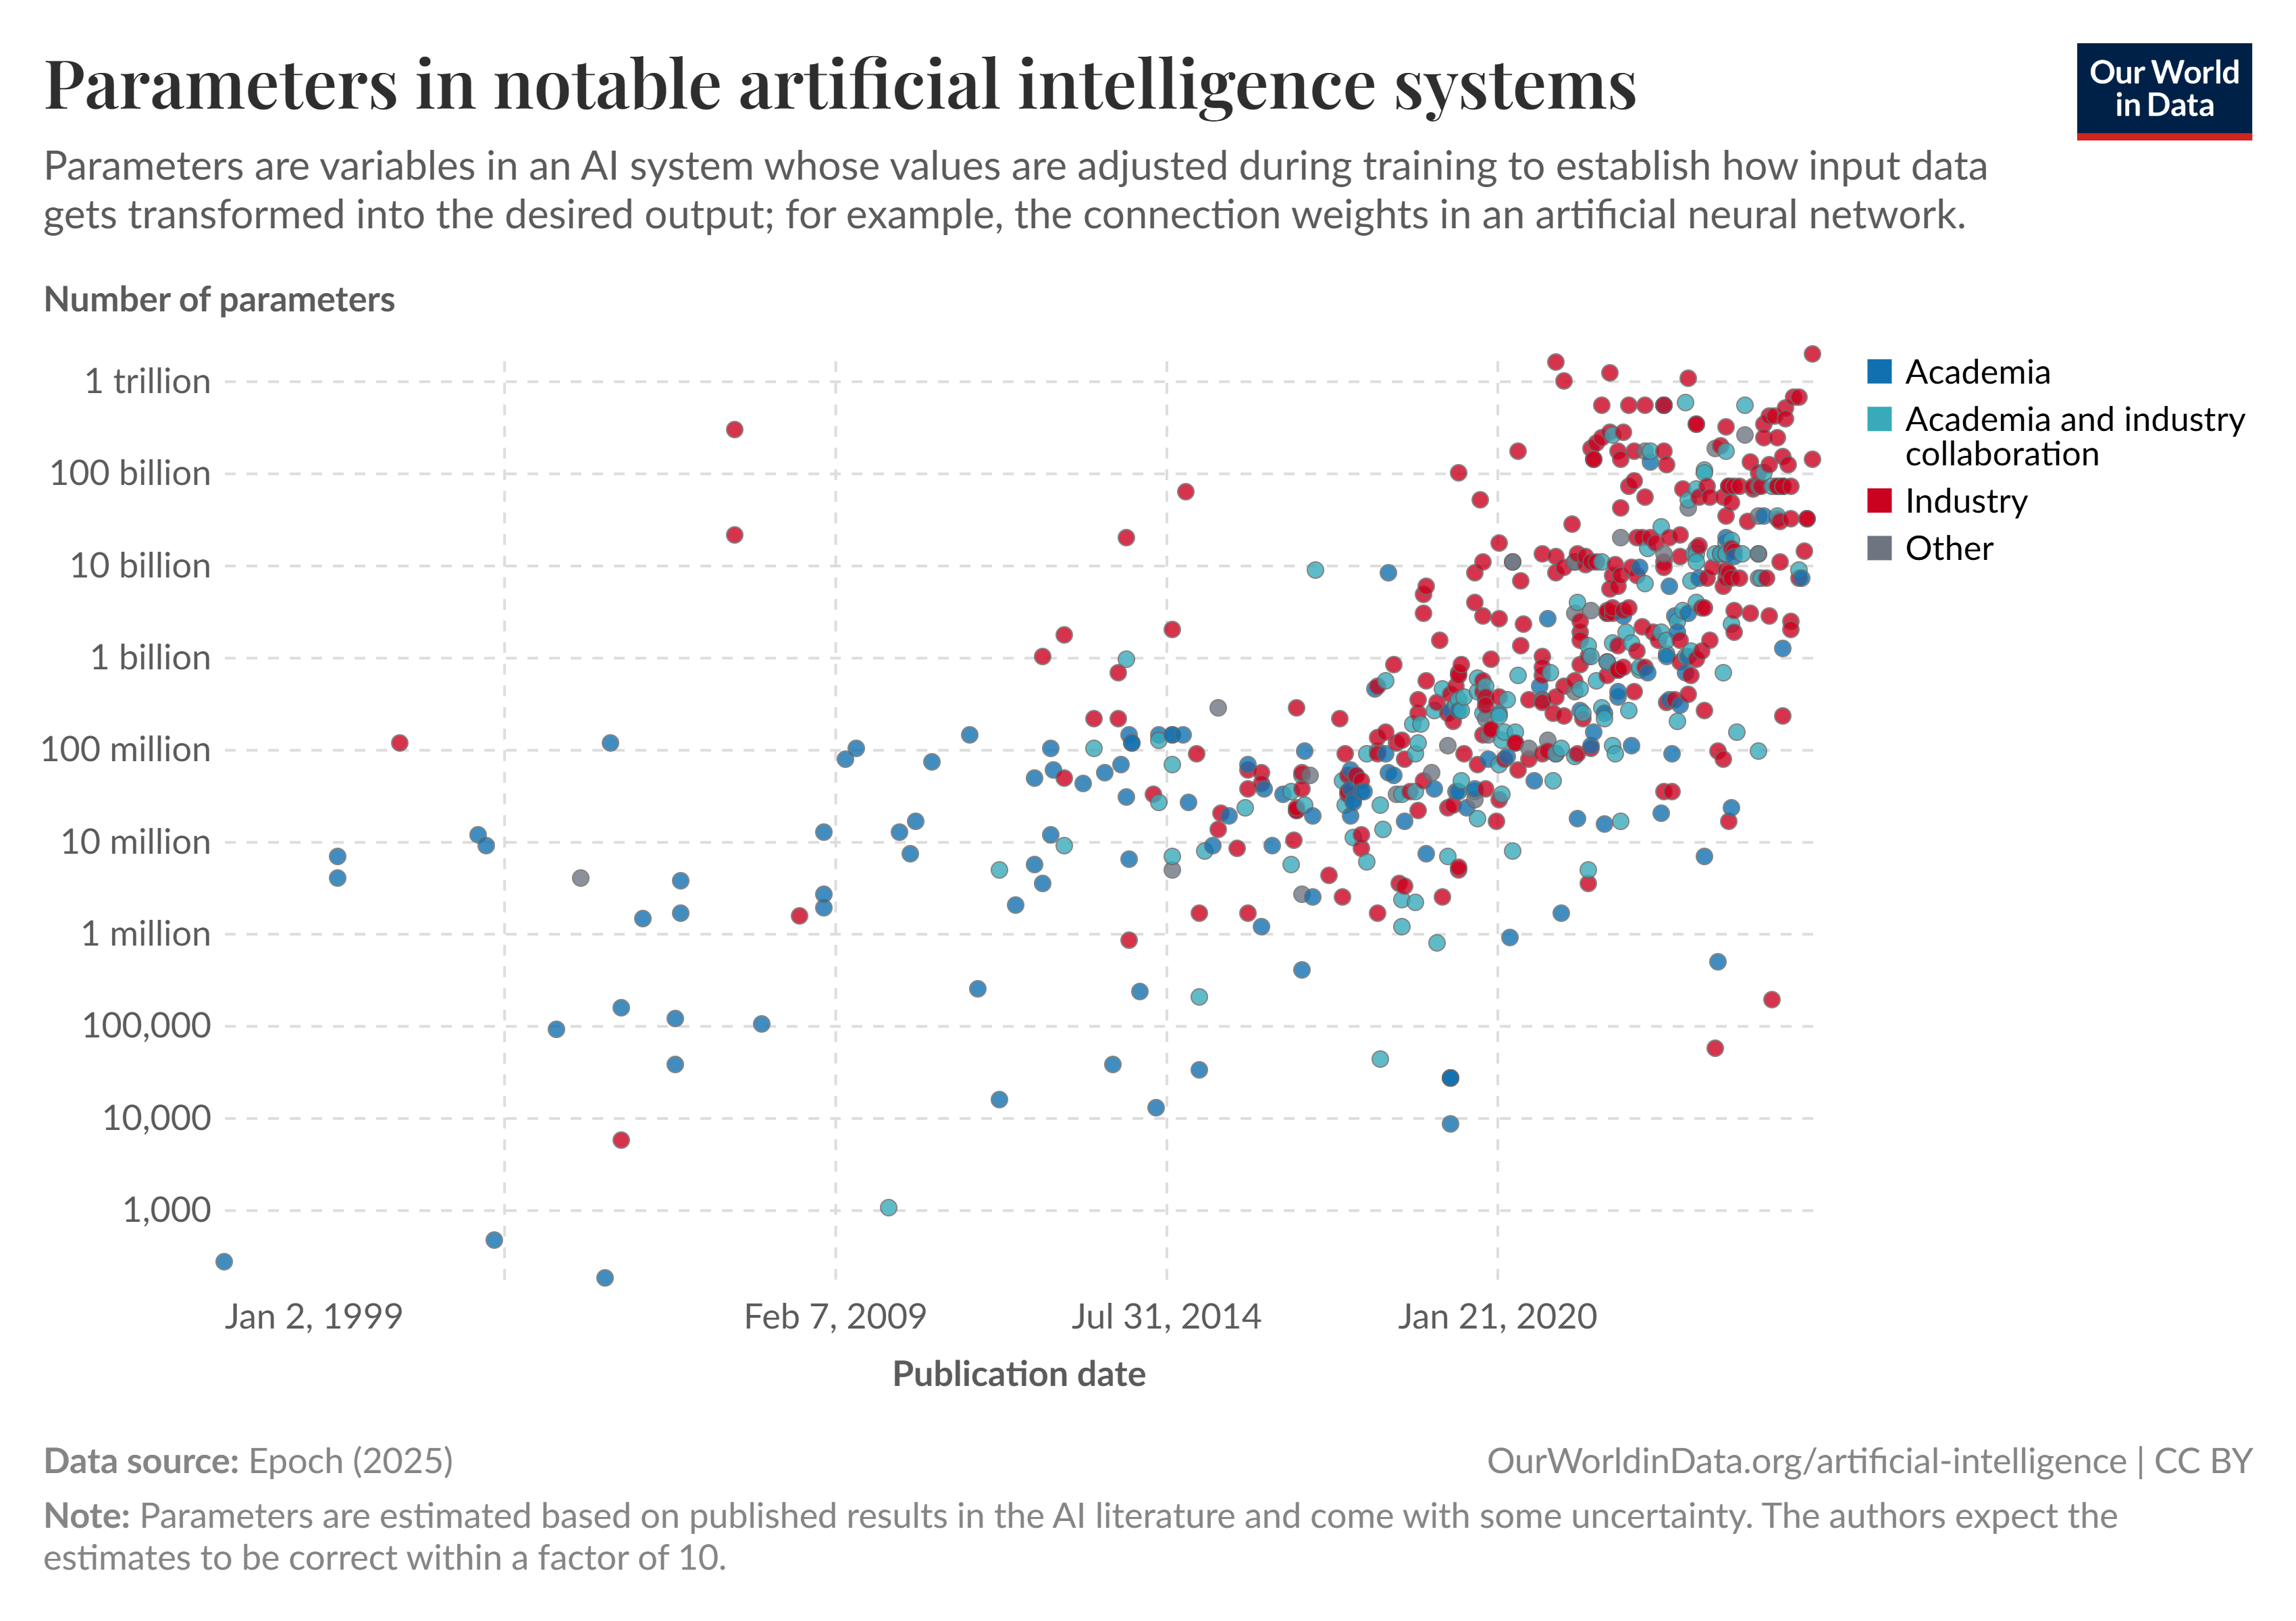 Parameters in notable artificial intelligence systems
Our World
in Data
Parameters are variables in an AI system whose values are adjusted during training to establish how input data
gets transformed into the desired output; for example, the connection weights in an artificial neural network.
Number of parameters
1 trillion
100 billion
10 billion
1 billion
100 million
10 million
1 million
100,000
10,000
1,000
Academia
Academia and industry
collaboration
Industry
Other
Jan 2, 1999
Feb 7, 2009
Jul 31, 2014
Jan 21, 2020
Publication date
Data source: Epoch (2025)
OurWorldinData.org/artificial-intelligence | CC BY
Note: Parameters are estimated based on published results in the AI literature and come with some uncertainty. The authors expect the
estimates to be correct within a factor of 10.